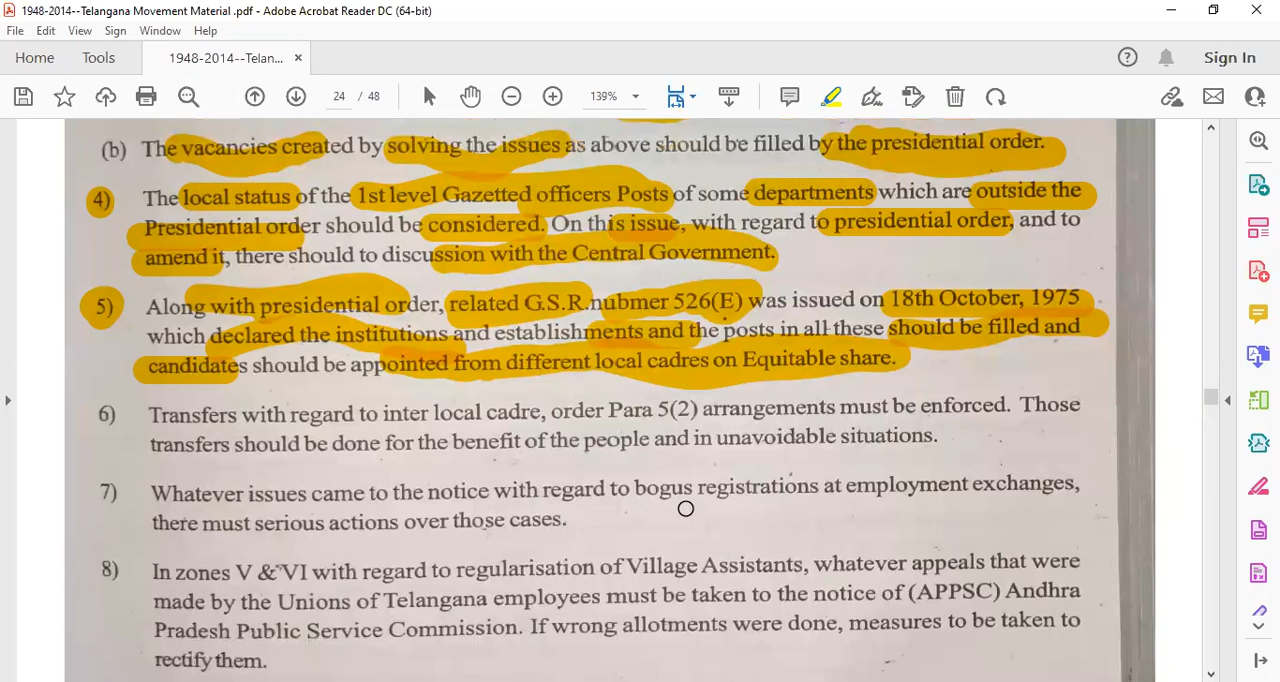 1948-2014--Telangana Movement Material .pdf - Adobe Acrobat Reader DC (64-bit)
File Edit View Sign Window Help
Home Tools 1948-2014--Telan... × Sign In
24 / 48 139%
(b) The vacancies created by solving the issues as above should be filled by the presidential order.
4) The local status of the 1st level Gazetted officers Posts of some departments which are outside the
Presidential order should be considered. On this issue, with regard to presidential order, and to
amend it, there should to discussion with the Central Government.
5) Along with presidential order, related G.S.R.nubmer 526(E) was issued on 18th October, 1975
which declared the institutions and establishments and the posts in all these should be filled and
candidates should be appointed from different local cadres on Equitable share.
6) Transfers with regard to inter local cadre, order Para 5(2) arrangements must be enforced. Those
transfers should be done for the benefit of the people and in unavoidable situations.
7) Whatever issues came to the notice with regard to bogus registrations at employment exchanges,
there must serious actions over those cases.
8) In zones V & VI with regard to regularisation of Village Assistants, whatever appeals that were
made by the Unions of Telangana employees must be taken to the notice of (APPSC) Andhra
Pradesh Public Service Commission. If wrong allotments were done, measures to be taken to
rectify them.